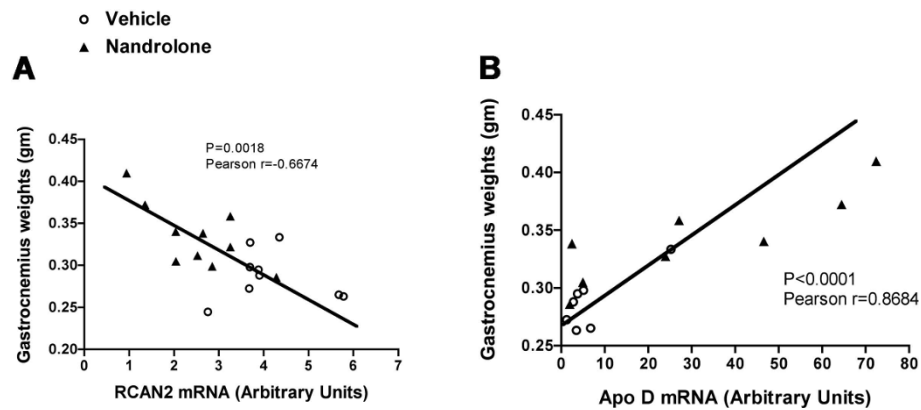 Vehicle
Nandrolone
A
P=0.0018
Pearson r=-0.6674
Gastrocnemius weights (gm)
0.45
0.40
0.35
0.30
0.25
0.20
0 1 2 3 4 5 6 7
RCAN2 mRNA (Arbitrary Units)
B
Gastrocnemius weights (gm)
0.45
0.40
0.35
0.30
0.25
P<0.0001
Pearson r=0.8684
0 10 20 30 40 50 60 70 80
Apo D mRNA (Arbitrary Units)